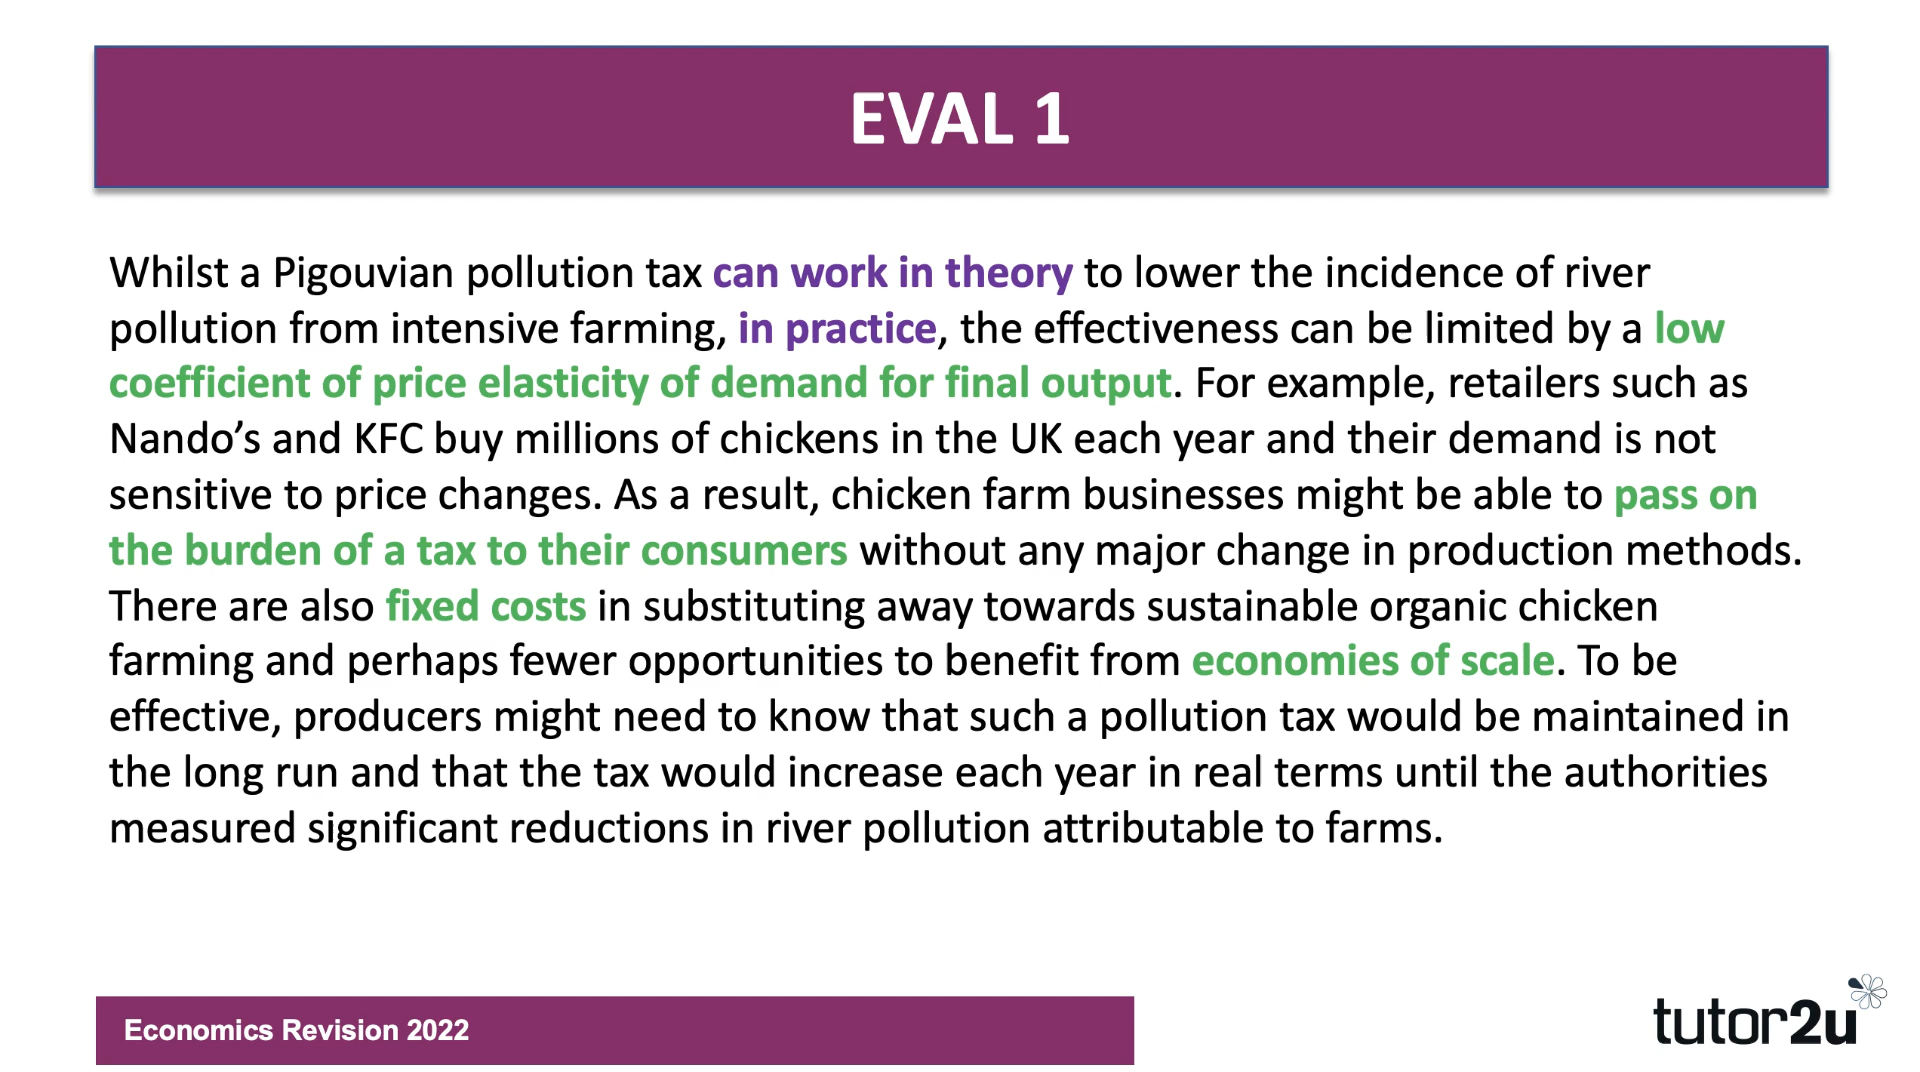 EVAL 1
Whilst a Pigouvian pollution tax can work in theory to lower the incidence of river
pollution from intensive farming, in practice, the effectiveness can be limited by a low
coefficient of price elasticity of demand for final output. For example, retailers such as
Nando’s and KFC buy millions of chickens in the UK each year and their demand is not
sensitive to price changes. As a result, chicken farm businesses might be able to pass on
the burden of a tax to their consumers without any major change in production methods.
There are also fixed costs in substituting away towards sustainable organic chicken
farming and perhaps fewer opportunities to benefit from economies of scale. To be
effective, producers might need to know that such a pollution tax would be maintained in
the long run and that the tax would increase each year in real terms until the authorities
measured significant reductions in river pollution attributable to farms.
Economics Revision 2022
tutor2u